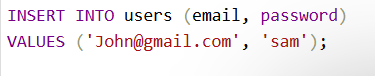 INSERT INTO users (email, password)
VALUES ('John@gmail.com', 'sam');